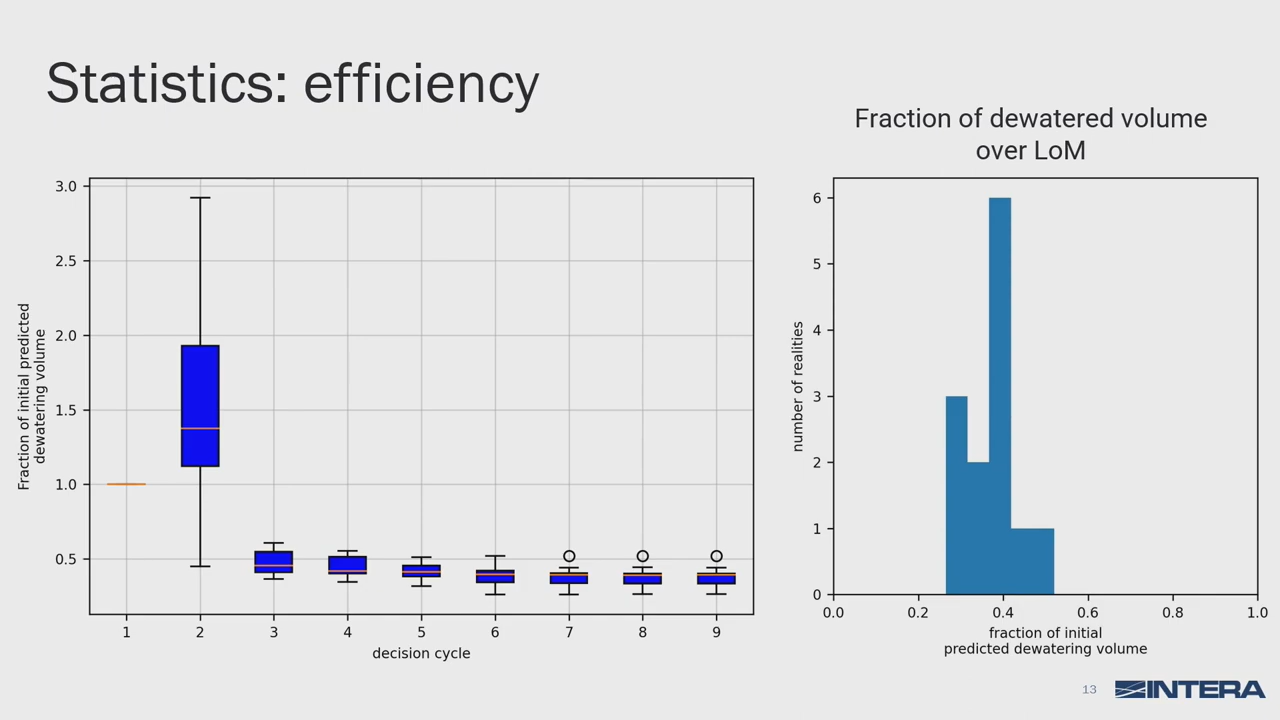 Statistics: efficiency
Fraction of dewatered volume
over LoM
Fraction of initial predicted
dewatering volume
3.0
2.5
2.0
1.5
1.0
0.5
1 2 3 4 5 6 7 8 9
decision cycle
number of realities
6
5
4
3
2
1
0
0.0 0.2 0.4 0.6 0.8 1.0
fraction of initial
predicted dewatering volume
13
INTERA